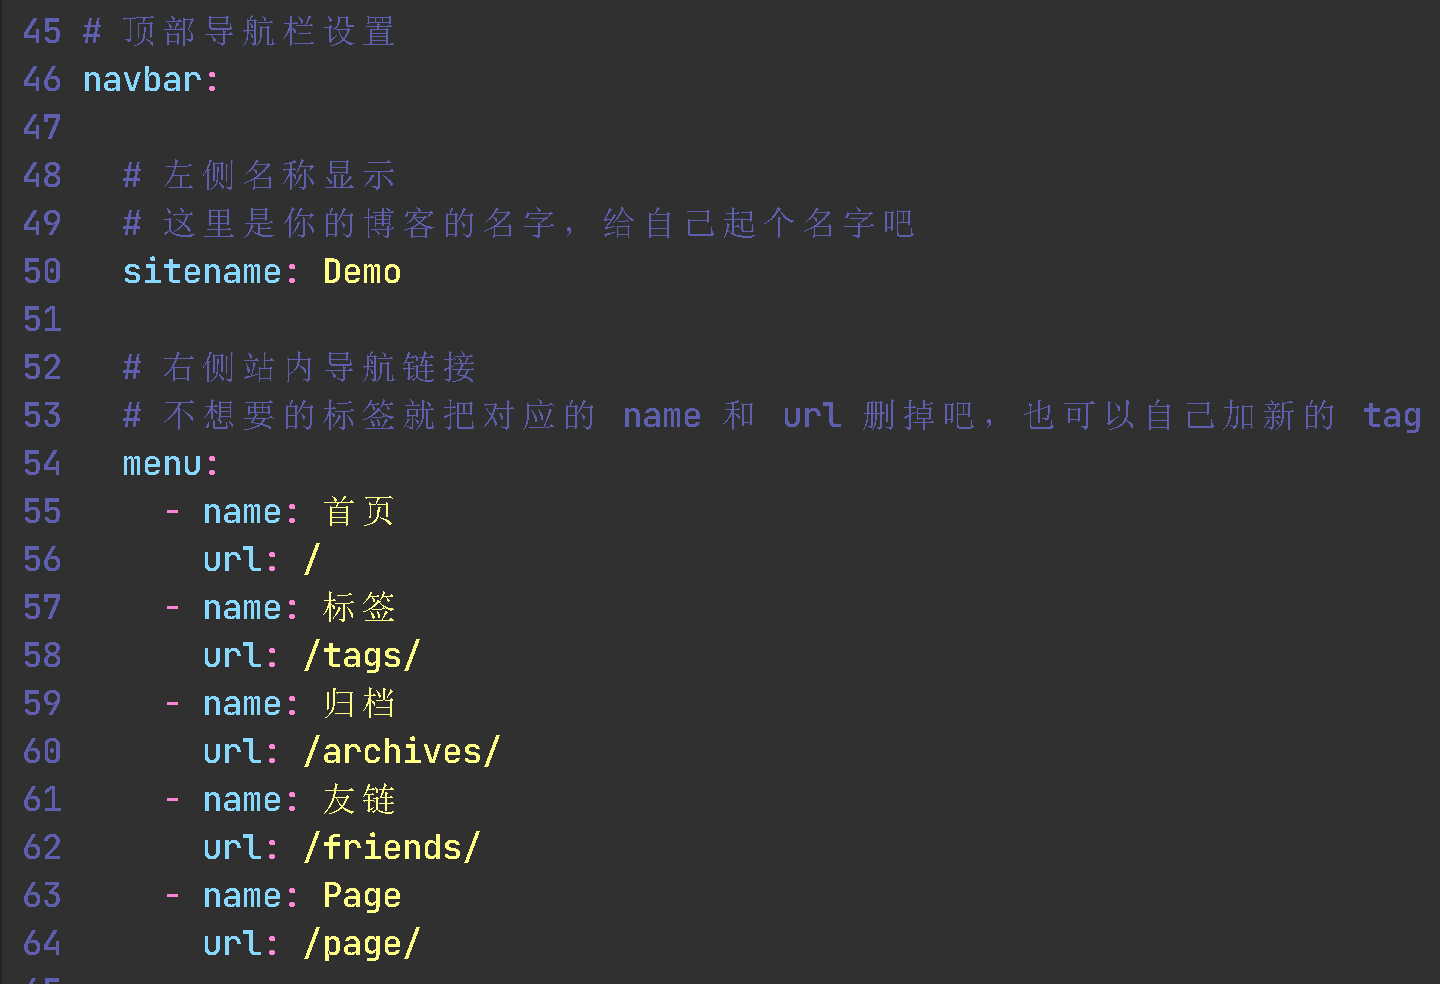 45 # 顶部导航栏设置
46 navbar:
47
48   # 左侧名称显示
49   # 这里是你的博客的名字，给自己起个名字吧
50   sitename: Demo
51
52   # 右侧站内导航链接
53   # 不想要的标签就把对应的 name 和 url 删掉吧，也可以自己加新的 tag
54   menu:
55     - name: 首页
56       url: /
57     - name: 标签
58       url: /tags/
59     - name: 归档
60       url: /archives/
61     - name: 友链
62       url: /friends/
63     - name: Page
64       url: /page/